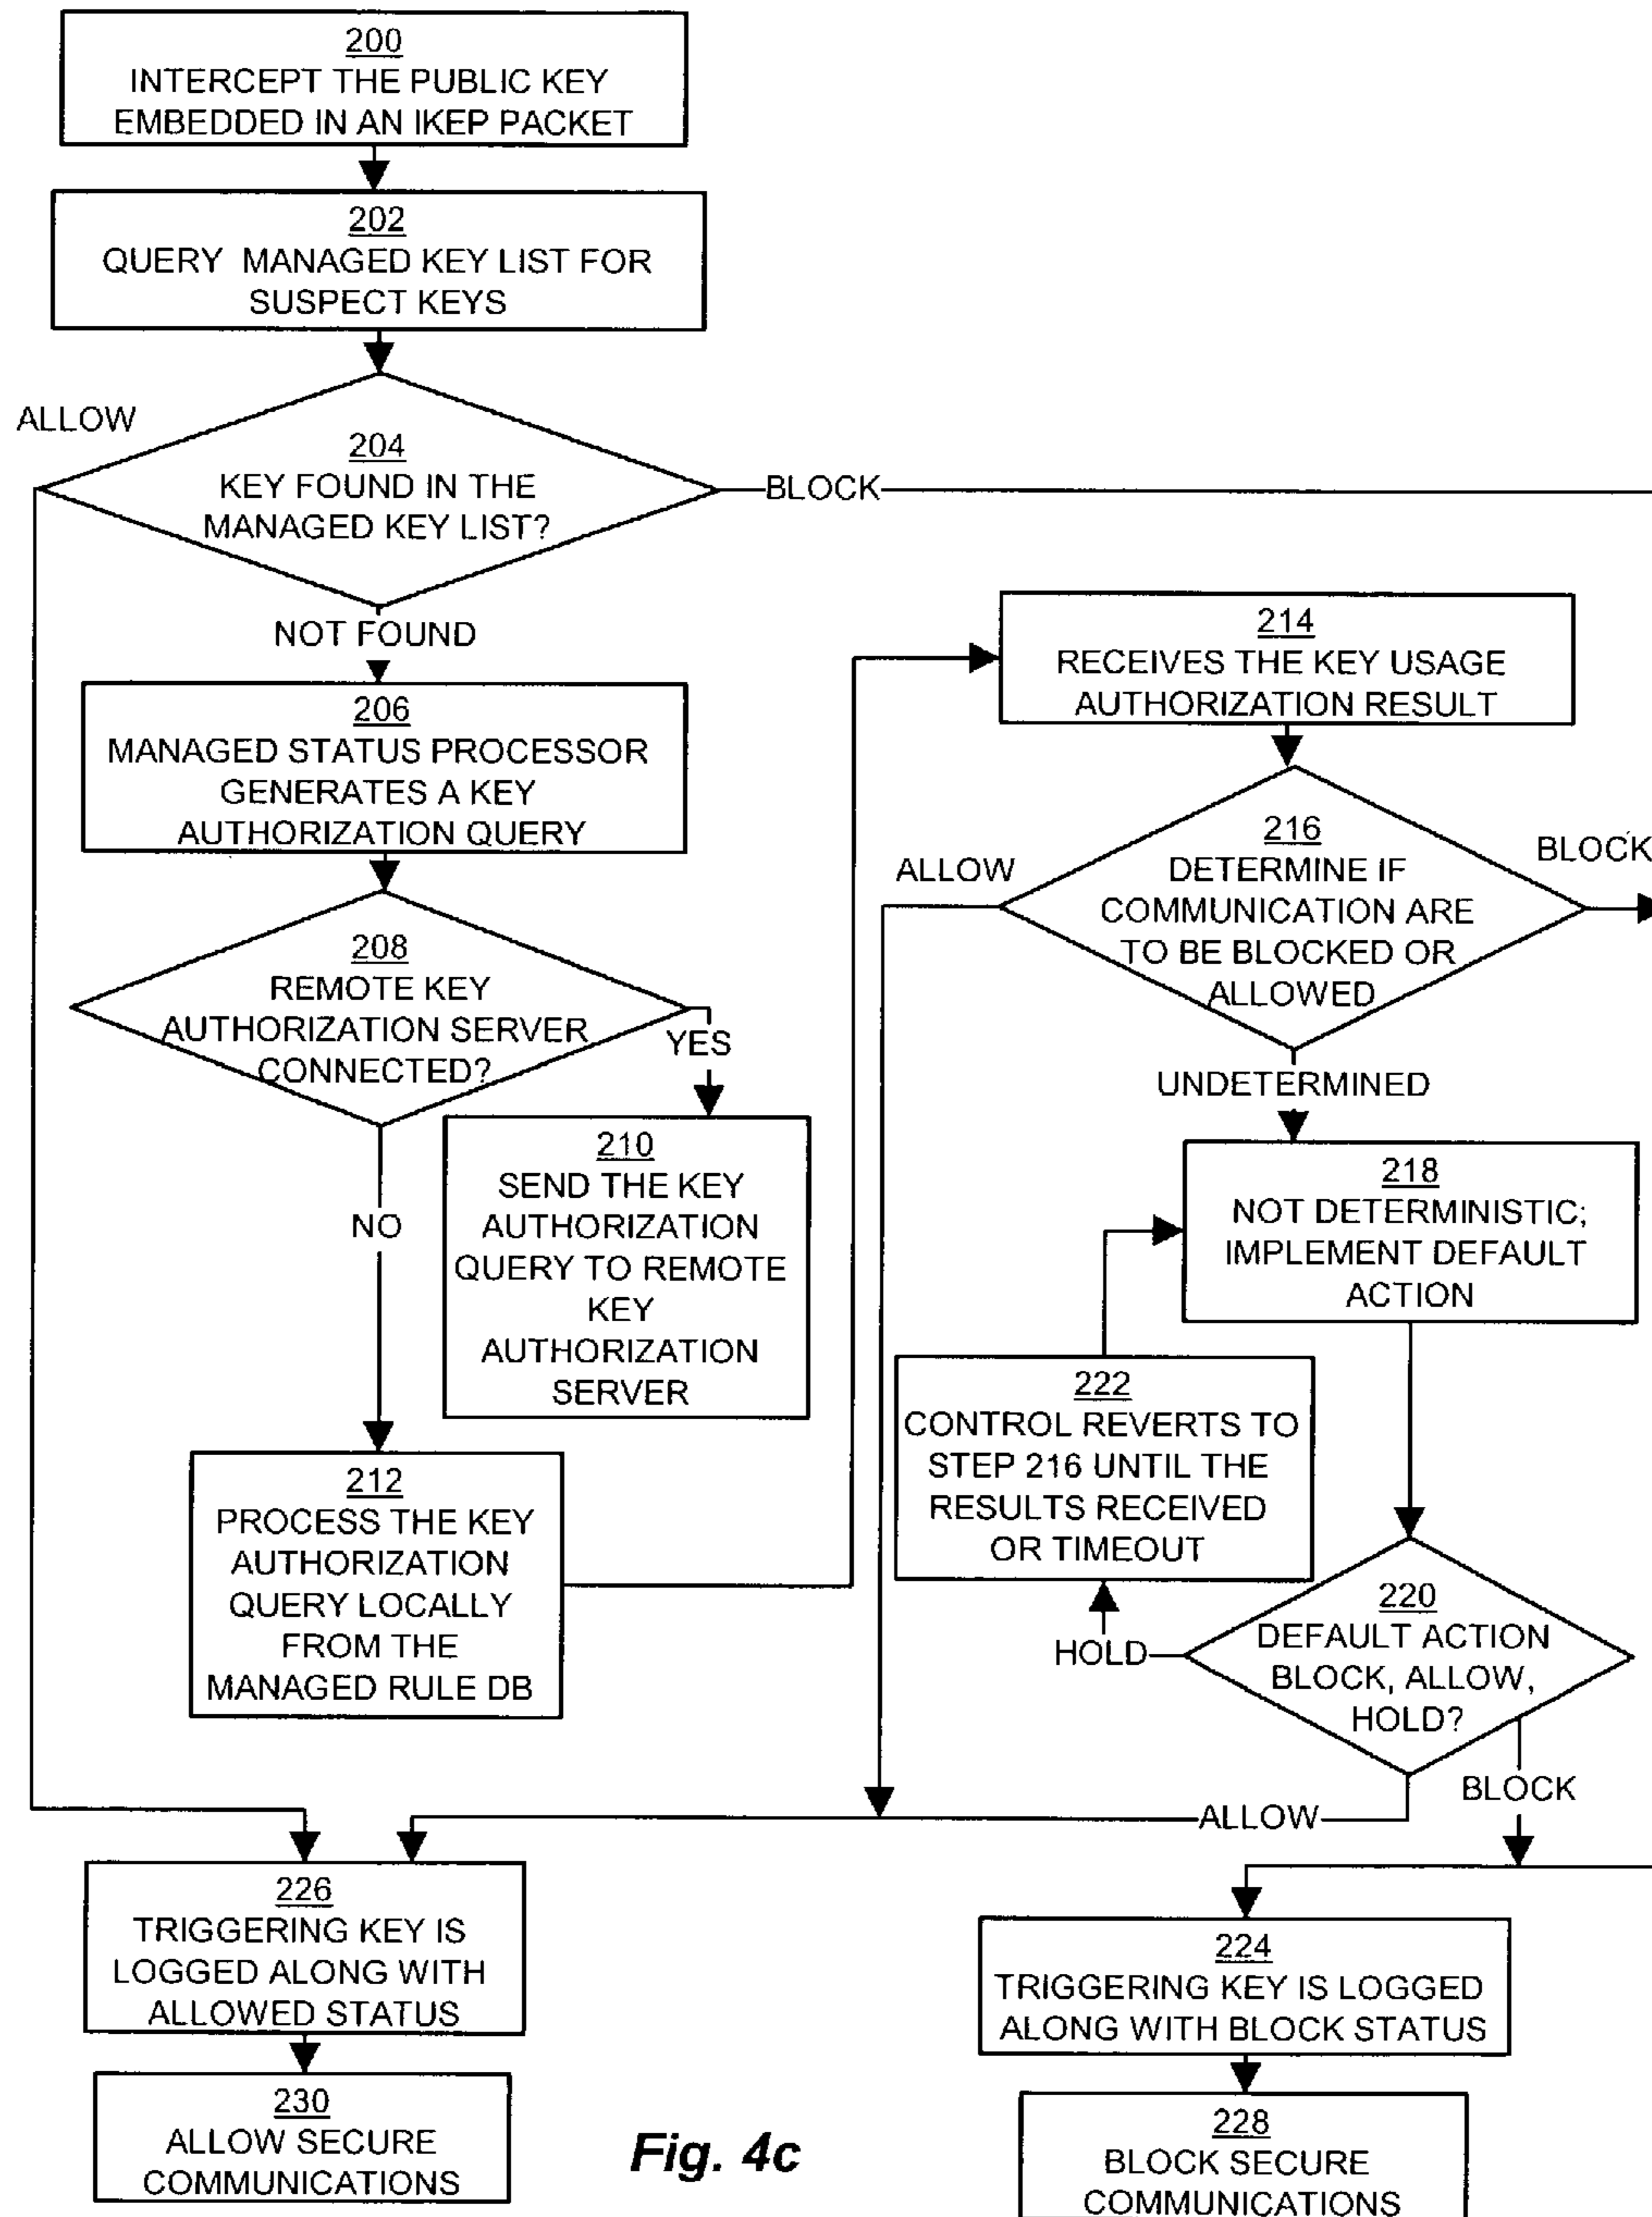 200
INTERCEPT THE PUBLIC KEY
EMBEDDED IN AN IKEP PACKET
202
QUERY MANAGED KEY LIST FOR
SUSPECT KEYS
ALLOW
204
KEY FOUND IN THE
MANAGED KEY LIST?
BLOCK
NOT FOUND
206
MANAGED STATUS PROCESSOR
GENERATES A KEY
AUTHORIZATION QUERY
208
REMOTE KEY
AUTHORIZATION SERVER
CONNECTED?
YES
NO
210
SEND THE KEY
AUTHORIZATION
QUERY TO REMOTE
KEY
AUTHORIZATION
SERVER
212
PROCESS THE KEY
AUTHORIZATION
QUERY LOCALLY
FROM THE
MANAGED RULE DB
214
RECEIVES THE KEY USAGE
AUTHORIZATION RESULT
ALLOW
216
DETERMINE IF
COMMUNICATION ARE
TO BE BLOCKED OR
ALLOWED
BLOCK
UNDETERMINED
218
NOT DETERMINISTIC;
IMPLEMENT DEFAULT
ACTION
222
CONTROL REVERTS TO
STEP 216 UNTIL THE
RESULTS RECEIVED
OR TIMEOUT
HOLD
220
DEFAULT ACTION
BLOCK, ALLOW,
HOLD?
BLOCK
ALLOW
226
TRIGGERING KEY IS
LOGGED ALONG WITH
ALLOWED STATUS
224
TRIGGERING KEY IS LOGGED
ALONG WITH BLOCK STATUS
230
ALLOW SECURE
COMMUNICATIONS
228
BLOCK SECURE
COMMUNICATIONS
Fig. 4c